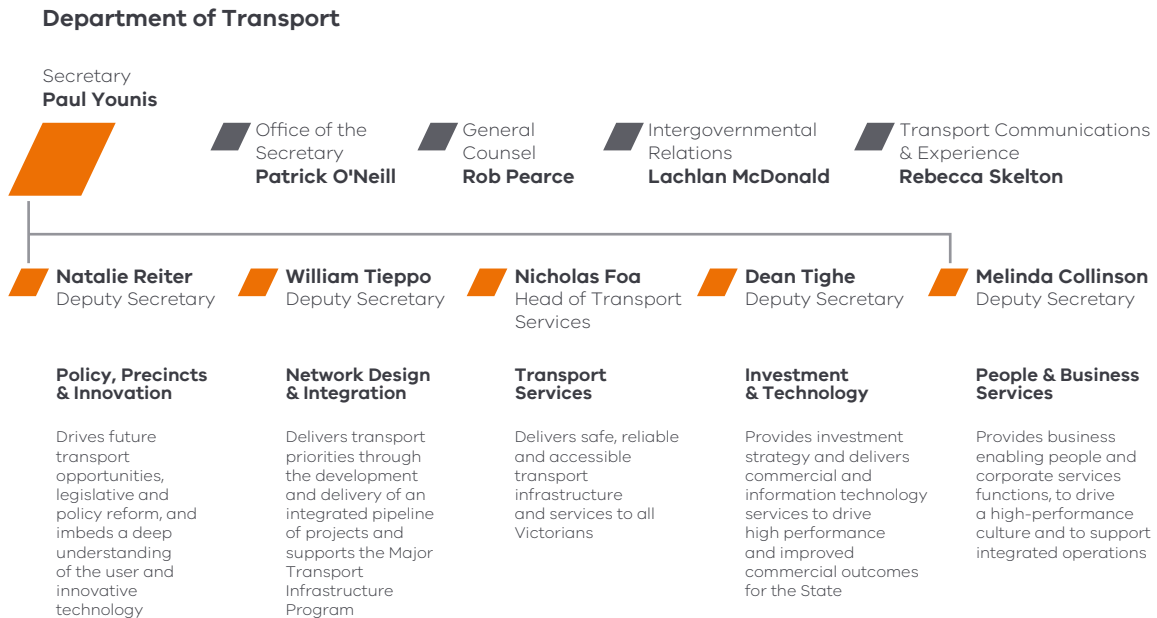 Department of Transport
Secretary
Paul Younis
Office of the
Secretary
Patrick O'Neill
General
Counsel
Rob Pearce
Intergovernmental
Relations
Lachlan McDonald
Transport Communications
& Experience
Rebecca Skelton
Natalie Reiter
Deputy Secretary
Policy, Precincts
& Innovation
Drives future
transport
opportunities,
legislative and
policy reform, and
imbeds a deep
understanding
of the user and
innovative
technology
William Tieppo
Deputy Secretary
Network Design
& Integration
Delivers transport
priorities through
the development
and delivery of an
integrated pipeline
of projects and
supports the Major
Transport
Infrastructure
Program
Nicholas Foa
Head of Transport
Services
Transport
Services
Delivers safe, reliable
and accessible
transport
infrastructure
and services to all
Victorians
Dean Tighe
Deputy Secretary
Investment
& Technology
Provides investment
strategy and delivers
commercial and
information technology
services to drive
high performance
and improved
commercial outcomes
for the State
Melinda Collinson
Deputy Secretary
People & Business
Services
Provides business
enabling people and
corporate services
functions, to drive
a high-performance
culture and to support
integrated operations